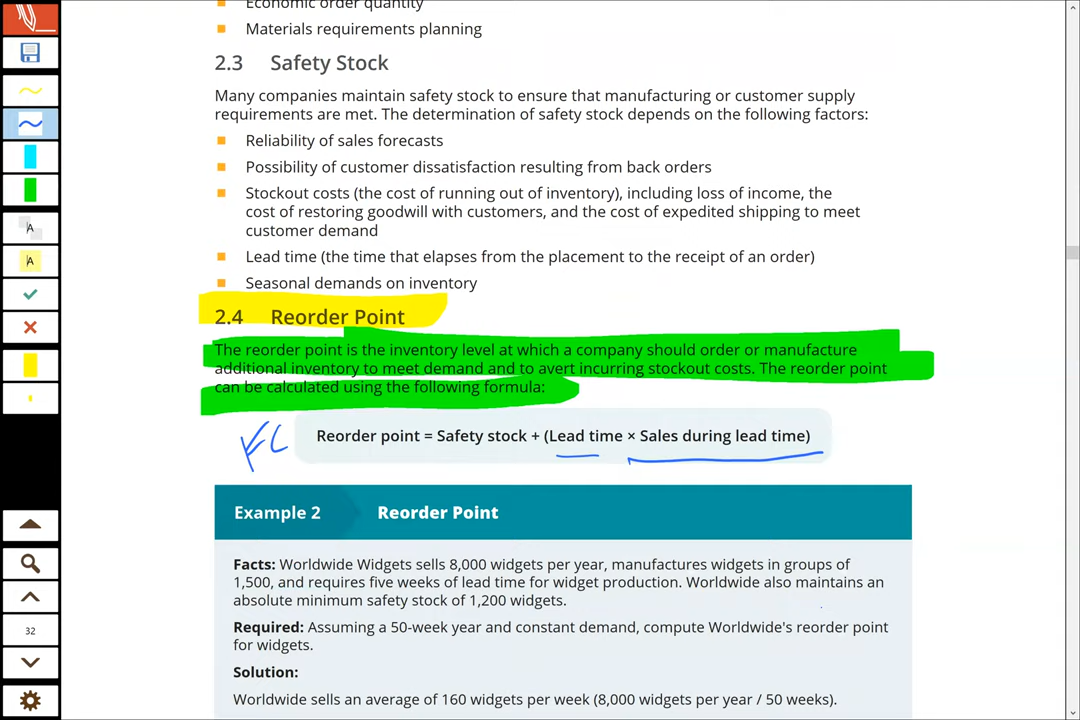 Economic order quantity
Materials requirements planning
2.3 Safety Stock
Many companies maintain safety stock to ensure that manufacturing or customer supply
requirements are met. The determination of safety stock depends on the following factors:
Reliability of sales forecasts
Possibility of customer dissatisfaction resulting from back orders
Stockout costs (the cost of running out of inventory), including loss of income, the
cost of restoring goodwill with customers, and the cost of expedited shipping to meet
customer demand
Lead time (the time that elapses from the placement to the receipt of an order)
Seasonal demands on inventory
2.4 Reorder Point
The reorder point is the inventory level at which a company should order or manufacture
additional inventory to meet demand and to avert incurring stockout costs. The reorder point
can be calculated using the following formula:
Reorder point = Safety stock + (Lead time × Sales during lead time)
Example 2 Reorder Point
Facts: Worldwide Widgets sells 8,000 widgets per year, manufactures widgets in groups of
1,500, and requires five weeks of lead time for widget production. Worldwide also maintains an
absolute minimum safety stock of 1,200 widgets.
Required: Assuming a 50-week year and constant demand, compute Worldwide's reorder point
for widgets.
Solution:
Worldwide sells an average of 160 widgets per week (8,000 widgets per year / 50 weeks).
A
A
32